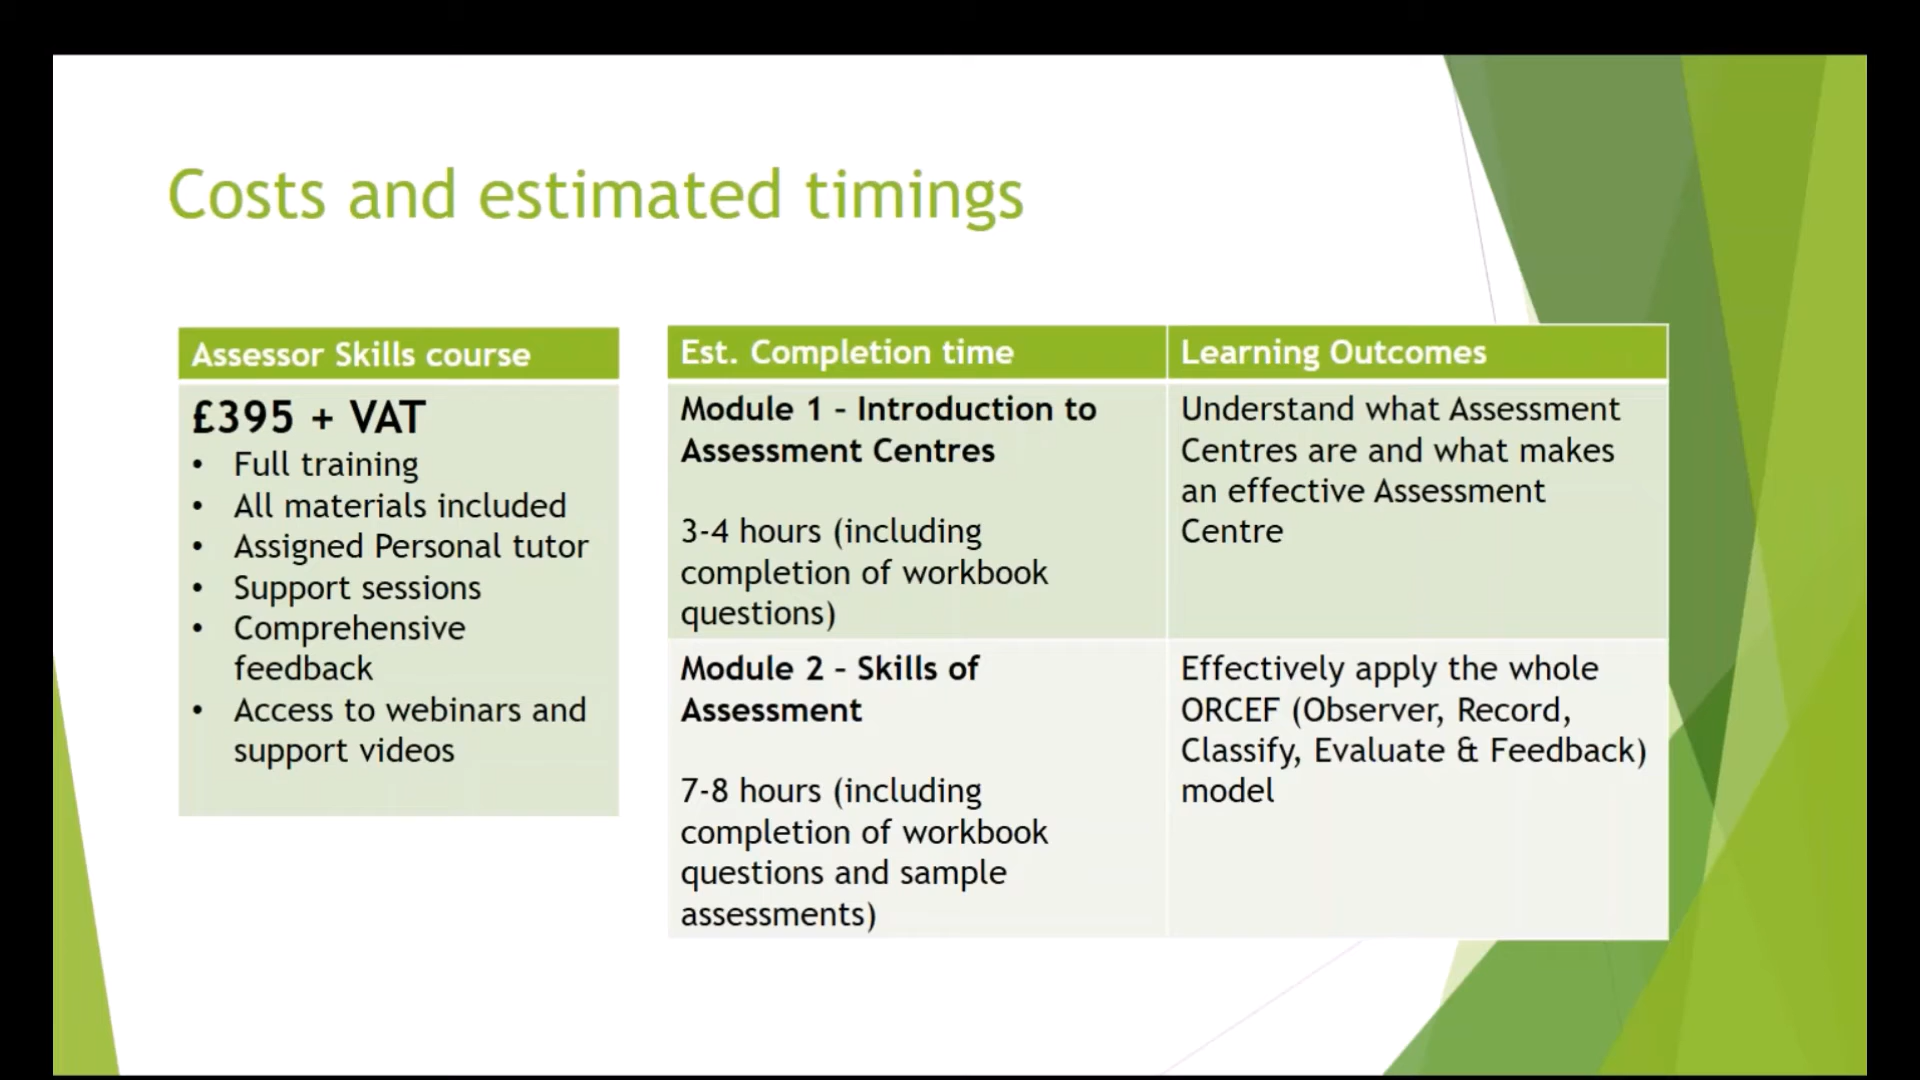 Costs and estimated timings
Assessor Skills course
£395 + VAT
• Full training
• All materials included
• Assigned Personal tutor
• Support sessions
• Comprehensive
feedback
• Access to webinars and
support videos
Est. Completion time
Learning Outcomes
Module 1 – Introduction to
Assessment Centres
3-4 hours (including
completion of workbook
questions)
Understand what Assessment
Centres are and what makes
an effective Assessment
Centre
Module 2 – Skills of
Assessment
7-8 hours (including
completion of workbook
questions and sample
assessments)
Effectively apply the whole
ORCEF (Observer, Record,
Classify, Evaluate & Feedback)
model